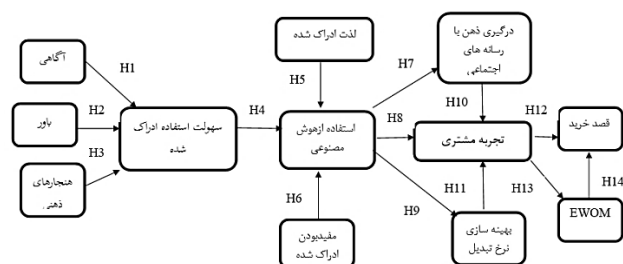 آگاهی
باور
هنجارهای
ذهنی
H1
H2
H3
سهولت استفاده ادراک
شده
H4
لذت ادراک شده
H5
استفاده ازهوش
مصنوعی
H6
مفیدبودن
ادراک شده
H7
H8
H9
درگیری ذهن با
رسانه های
اجتماعی
H10
تجربه مشتری
H11
بهینه سازی
نرخ تبدیل
H12
H13
قصد خرید
H14
EWOM